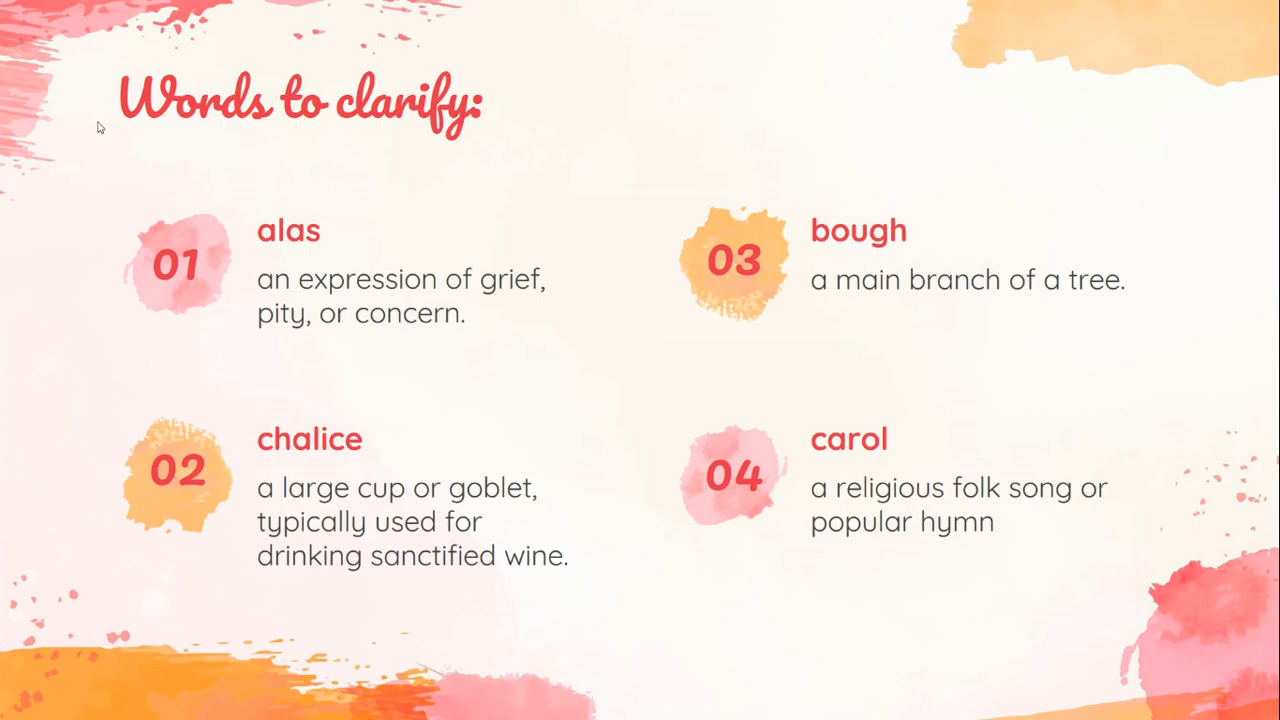 Words to clarify:
01
alas
an expression of grief,
pity, or concern.
02
chalice
a large cup or goblet,
typically used for
drinking sanctified wine.
03
bough
a main branch of a tree.
04
carol
a religious folk song or
popular hymn